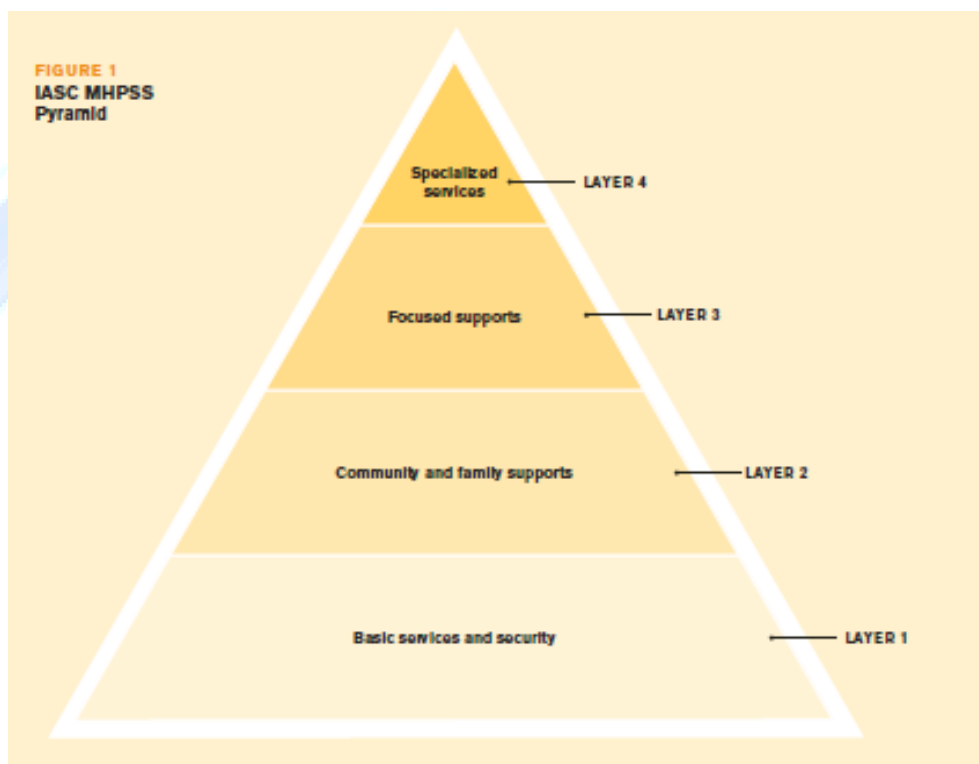 FIGURE 1
IASC MHPSS
Pyramid
Specialized
services
LAYER 4
Focused supports
LAYER 3
Community and family supports
LAYER 2
Basic services and security
LAYER 1